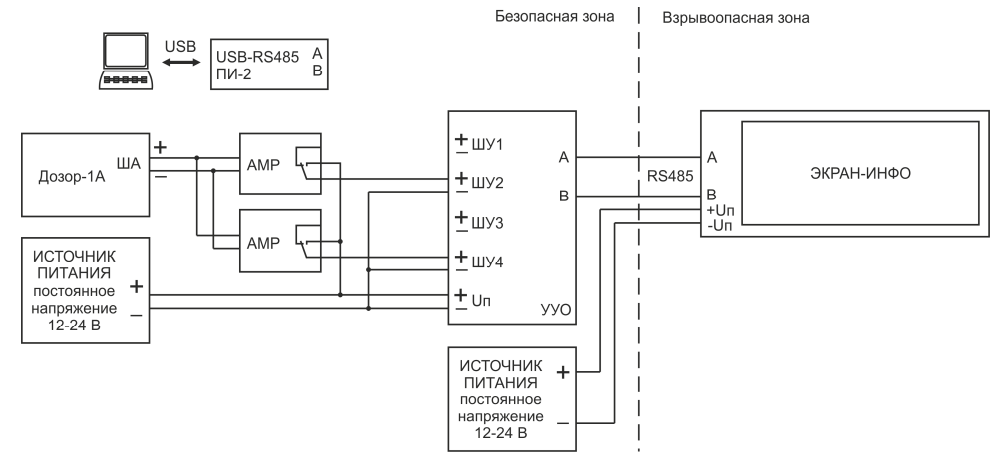 Безопасная зона
Взрывоопасная зона
USB
USB-RS485 A
ПИ-2 B
Дозор-1А
ША
+
−
АМР
АМР
ИСТОЧНИК
ПИТАНИЯ
постоянное
напряжение
12-24 В
+
−
+ ШУ1
−
+ ШУ2
−
+ ШУ3
−
+ ШУ4
−
+ Uп
−
A
B
УУО
RS485
A
B
+Uп
-Uп
ЭКРАН-ИНФО
ИСТОЧНИК
ПИТАНИЯ
постоянное
напряжение
12-24 В
+
−